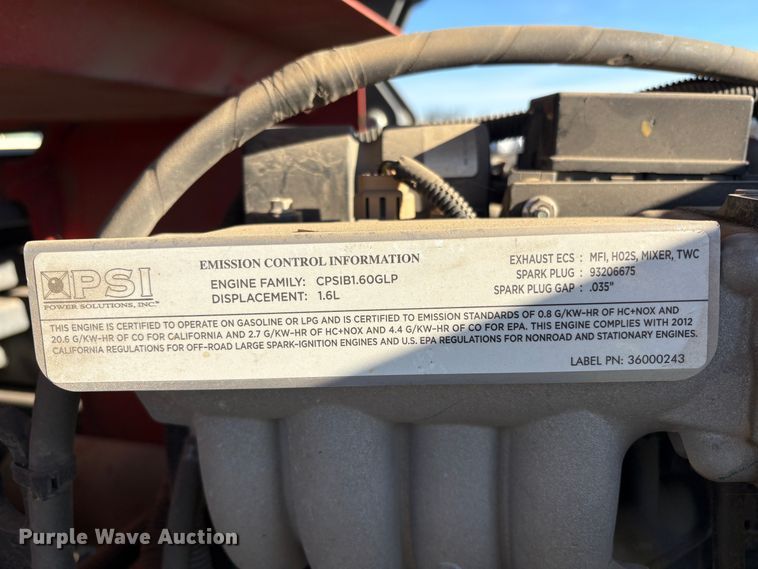 PSI
POWER SOLUTIONS, INC.
EMISSION CONTROL INFORMATION
ENGINE FAMILY: CPSIB1.60GLP
DISPLACEMENT: 1.6L
EXHAUST ECS : MFI, HO2S, MIXER, TWC
SPARK PLUG : 93206675
SPARK PLUG GAP : .035"
THIS ENGINE IS CERTIFIED TO OPERATE ON GASOLINE OR LPG AND IS CERTIFIED TO EMISSION STANDARDS OF 0.8 G/KW-HR OF HC+NOX AND
20.6 G/KW-HR OF CO FOR CALIFORNIA AND 2.7 G/KW-HR OF HC+NOX AND 4.4 G/KW-HR OF CO FOR EPA. THIS ENGINE COMPLIES WITH 2012
CALIFORNIA REGULATIONS FOR OFF-ROAD LARGE SPARK-IGNITION ENGINES AND U.S. EPA REGULATIONS FOR NONROAD AND STATIONARY ENGINES.
LABEL PN: 36000243
Purple Wave Auction